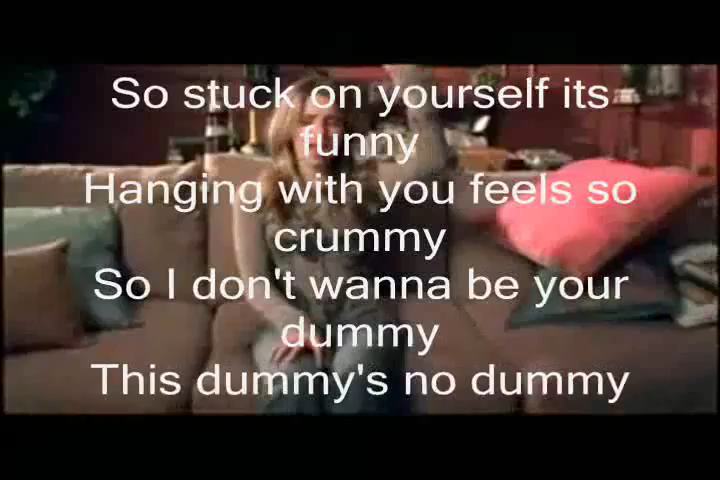 So stuck on yourself its
funny
Hanging with you feels so
crummy
So I don't wanna be your
dummy
This dummy's no dummy